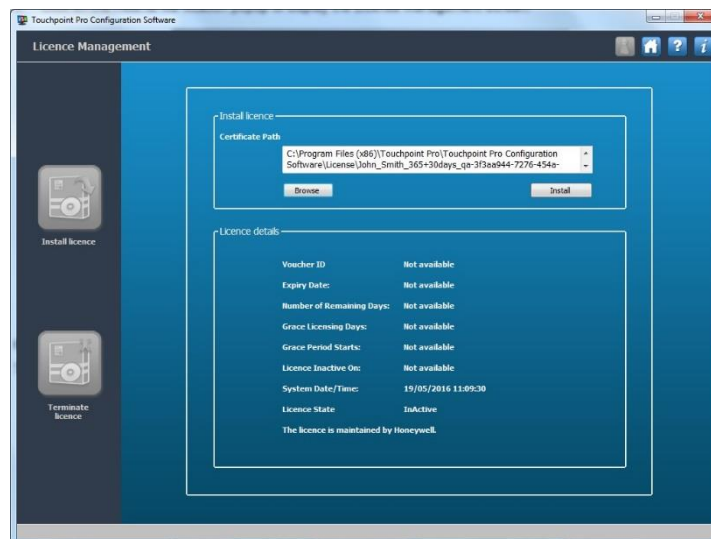 Touchpoint Pro Configuration Software
Licence Management
Install licence
Certificate Path
C:\Program Files (x86)\Touchpoint Pro\Touchpoint Pro Configuration
Software\License\John_Smith_365+30days_qa-3f3aa944-7276-454a-
Browse
Install
Install licence
Licence details
Voucher ID Not available
Expiry Date: Not available
Number of Remaining Days: Not available
Grace Licensing Days: Not available
Grace Period Starts: Not available
Licence Inactive On: Not available
System Date/Time: 19/05/2016 11:09:30
Licence State InActive
The licence is maintained by Honeywell.
Terminate
licence